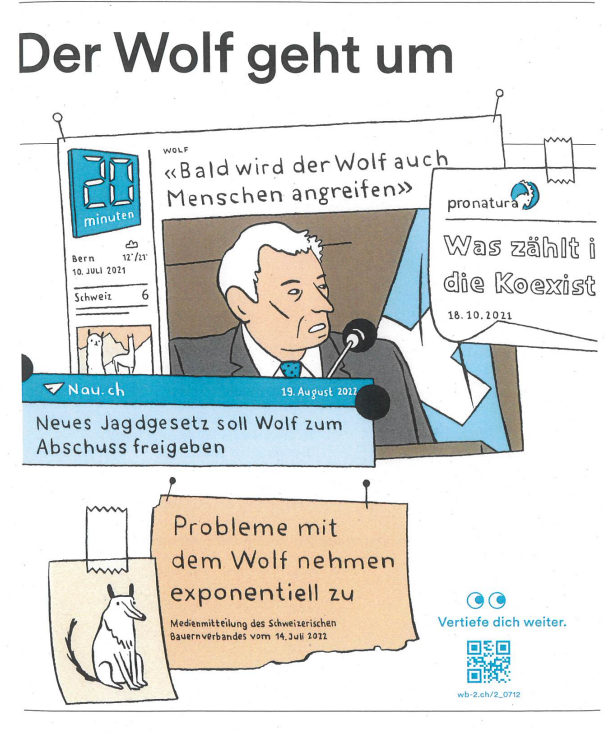 Der Wolf geht um
20
minuten
Bern 12°/21°
10. JULI 2021
Schweiz 6
WOLF
«Bald wird der Wolf auch
Menschen angreifen»
pronatura
Was zählt i
die Koexist
18.10.2021
Nau.ch 19. August 2022
Neues Jagdgesetz soll Wolf zum
Abschuss freigeben
Probleme mit
dem Wolf nehmen
exponentiell zu
Medienmitteilung des Schweizerischen
Bauernverbandes vom 14. Juli 2022
Vertiefe dich weiter.
wb-2.ch/2_0712